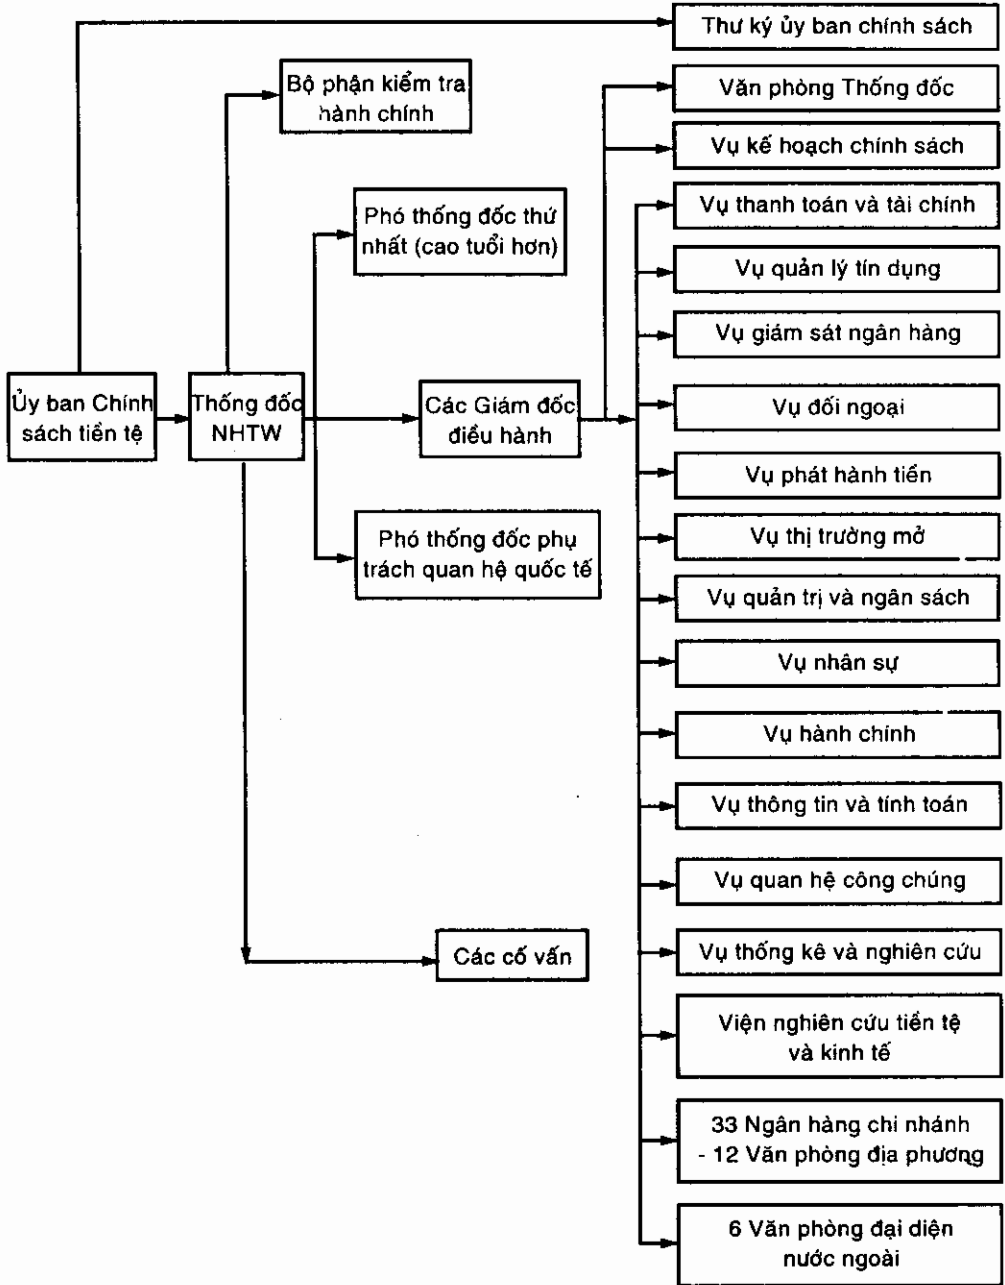 Thư ký ủy ban chính sách
Bộ phận kiểm tra
hành chính
Văn phòng Thống đốc
Vụ kế hoạch chính sách
Phó thống đốc thứ
nhất (cao tuổi hơn)
Vụ thanh toán và tài chính
Vụ quản lý tín dụng
Vụ giám sát ngân hàng
Ủy ban Chính
sách tiền tệ
Thống đốc
NHTW
Các Giám đốc
điều hành
Vụ đối ngoại
Vụ phát hành tiền
Phó thống đốc phụ
trách quan hệ quốc tế
Vụ thị trường mở
Vụ quản trị và ngân sách
Vụ nhân sự
Vụ hành chính
Vụ thông tin và tính toán
Vụ quan hệ công chúng
Các cố vấn
Vụ thống kê và nghiên cứu
Viện nghiên cứu tiền tệ
và kinh tế
33 Ngân hàng chi nhánh
- 12 Văn phòng địa phương
6 Văn phòng đại diện
nước ngoài